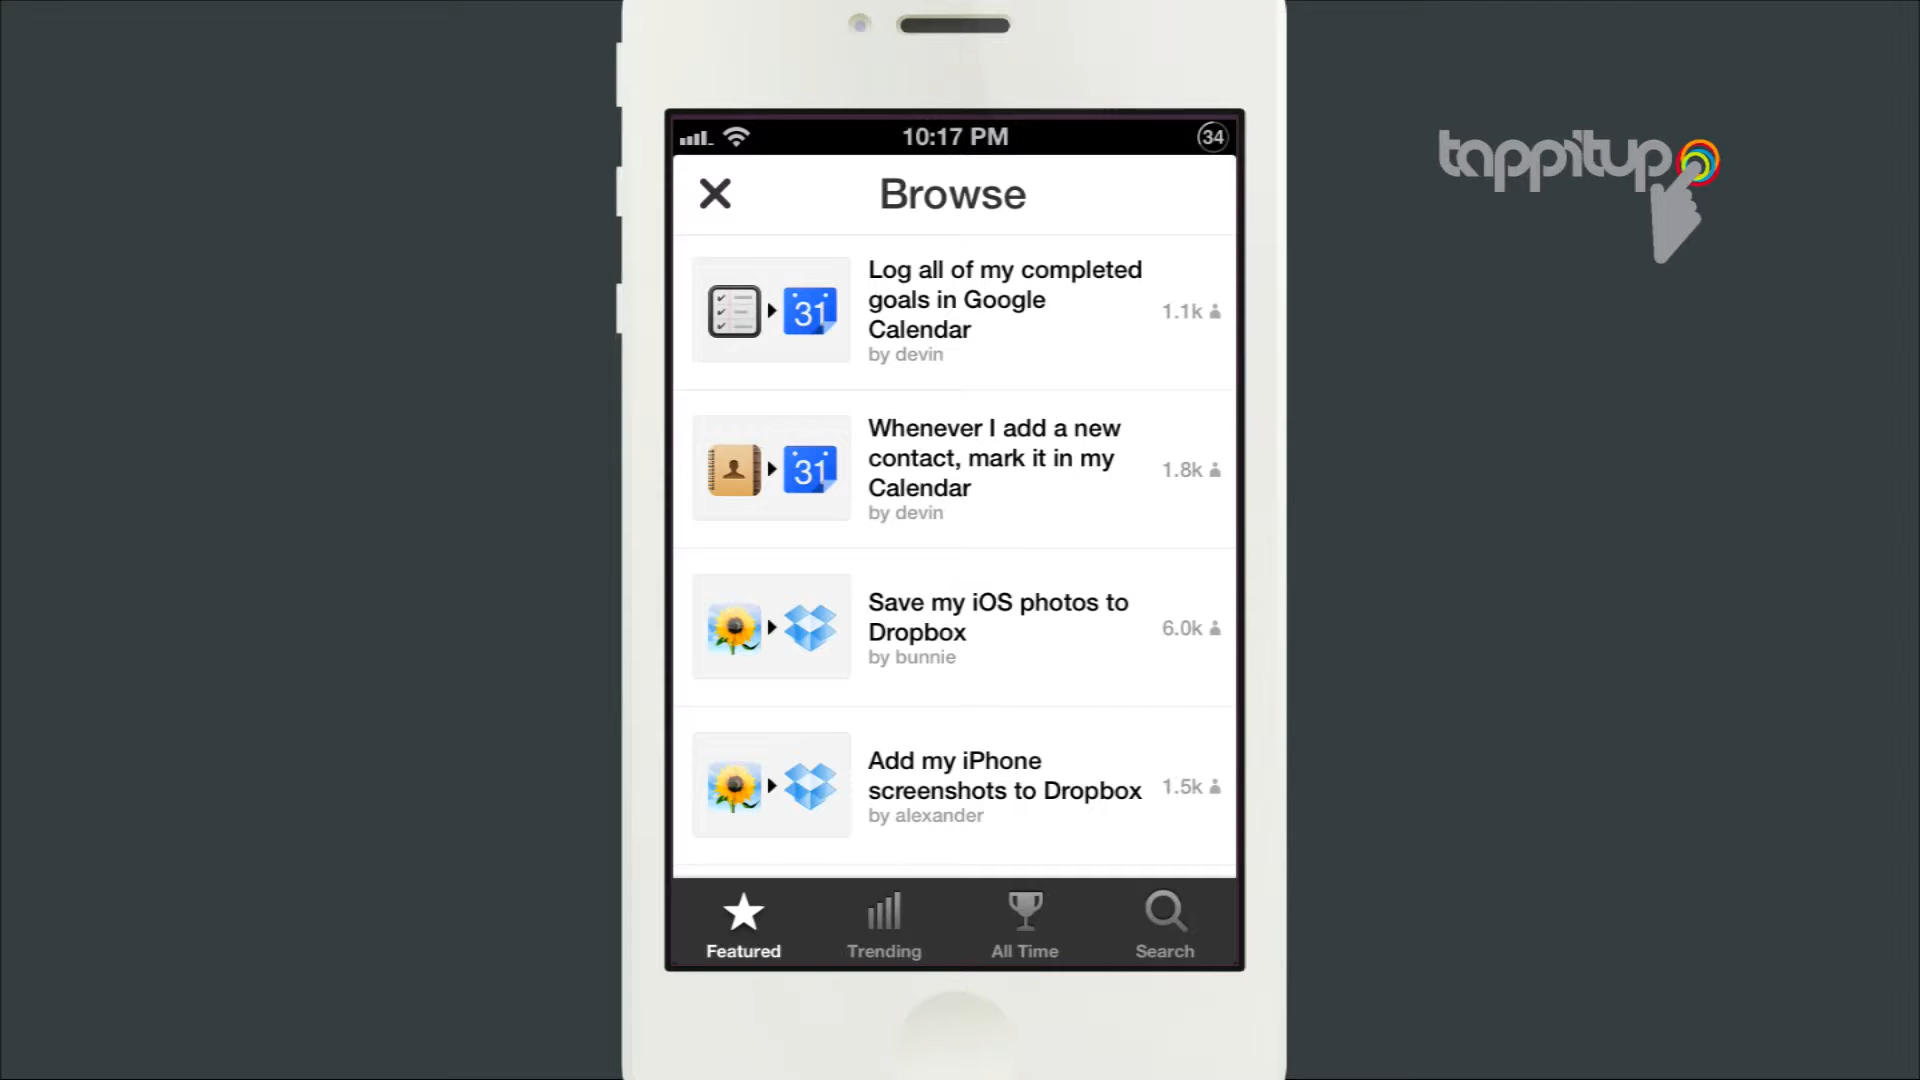 10:17 PM
34
tappitup
Browse
Log all of my completed
goals in Google
Calendar
by devin
1.1k
31
Whenever I add a new
contact, mark it in my
Calendar
by devin
1.8k
31
Save my iOS photos to
Dropbox
by bunnie
6.0k
Add my iPhone
screenshots to Dropbox
by alexander
1.5k
Featured
Trending
All Time
Search